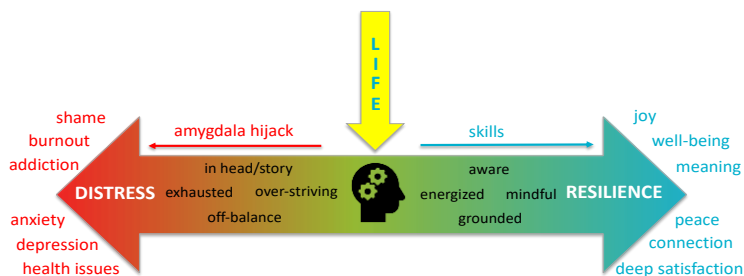 LIFE
shame
burnout
addiction
amygdala hijack
skills
joy
well-being
meaning
DISTRESS
in head/story
exhausted over-striving
off-balance
aware
energized mindful
grounded
RESILIENCE
anxiety
depression
health issues
peace
connection
deep satisfaction